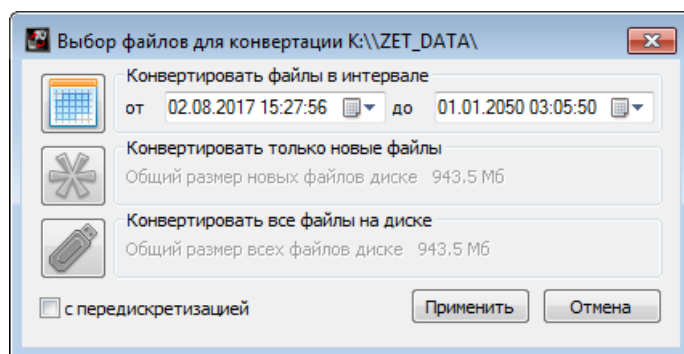 Выбор файлов для конвертации K:\\ZET_DATA\
Конвертировать файлы в интервале
от 02.08.2017 15:27:56 до 01.01.2050 03:05:50
Конвертировать только новые файлы
Общий размер новых файлов диске 943,5 Мб
Конвертировать все файлы на диске
Общий размер всех файлов диске 943,5 Мб
с передискретизацией Применить Отмена